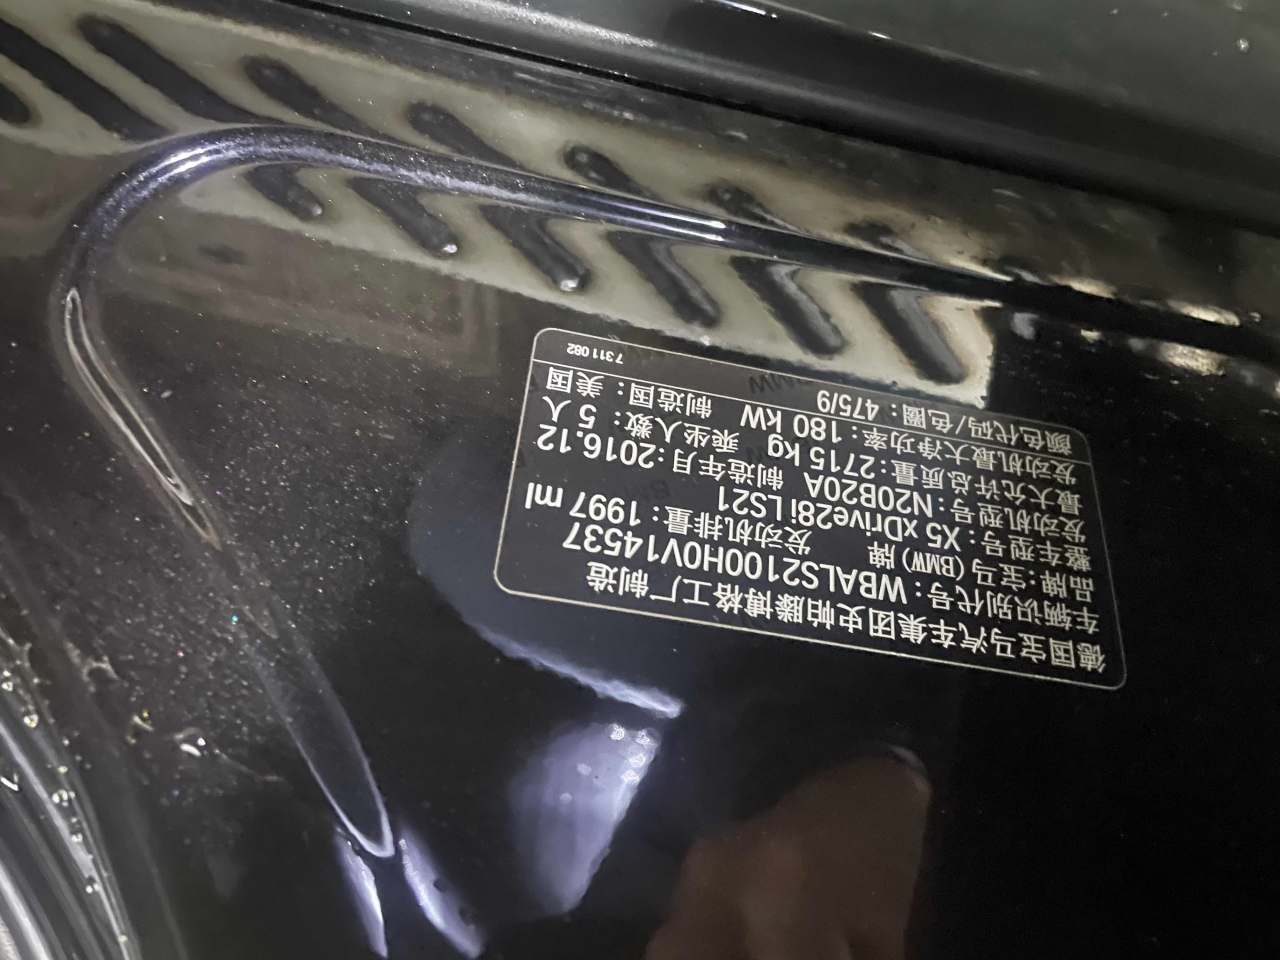 德国宝马汽车集团史帕滕博格工厂制造
车辆识别代号：WBALS2100H0V14537
品牌：宝马(BMW)牌 发动机排量：1997 ml
整车型号：X5 xDrive28i LS21
发动机型号：N20B20A 制造年月：2016.12
最大允许总质量：2715 kg 乘坐人数：5 人
发动机最大净功率：180 kW 制造国：美国
颜色代码/色圈：475/9
7311 082